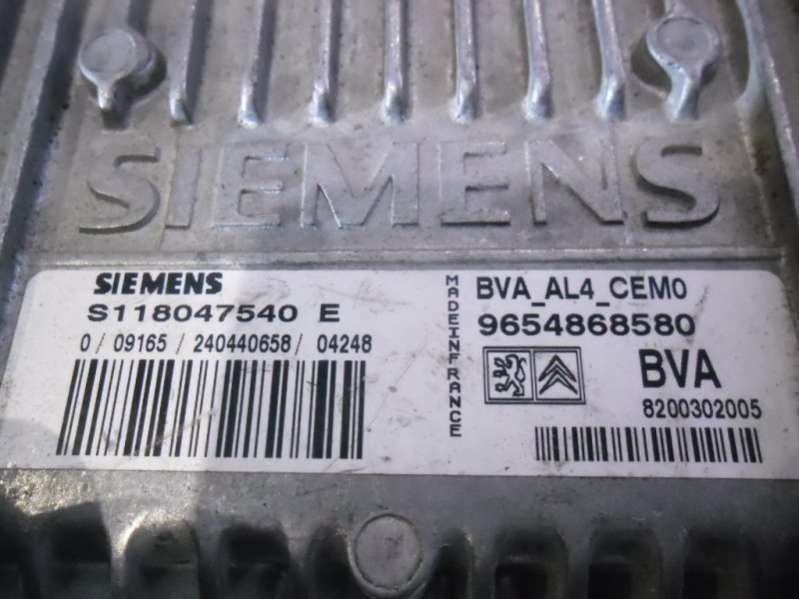 SIEMENS
SIEMENS
S118047540 E
0/ 09165 / 240440658/ 04248
MADEINFRANCE
BVA_AL4_CEM0
9654868580
BVA
8200302005